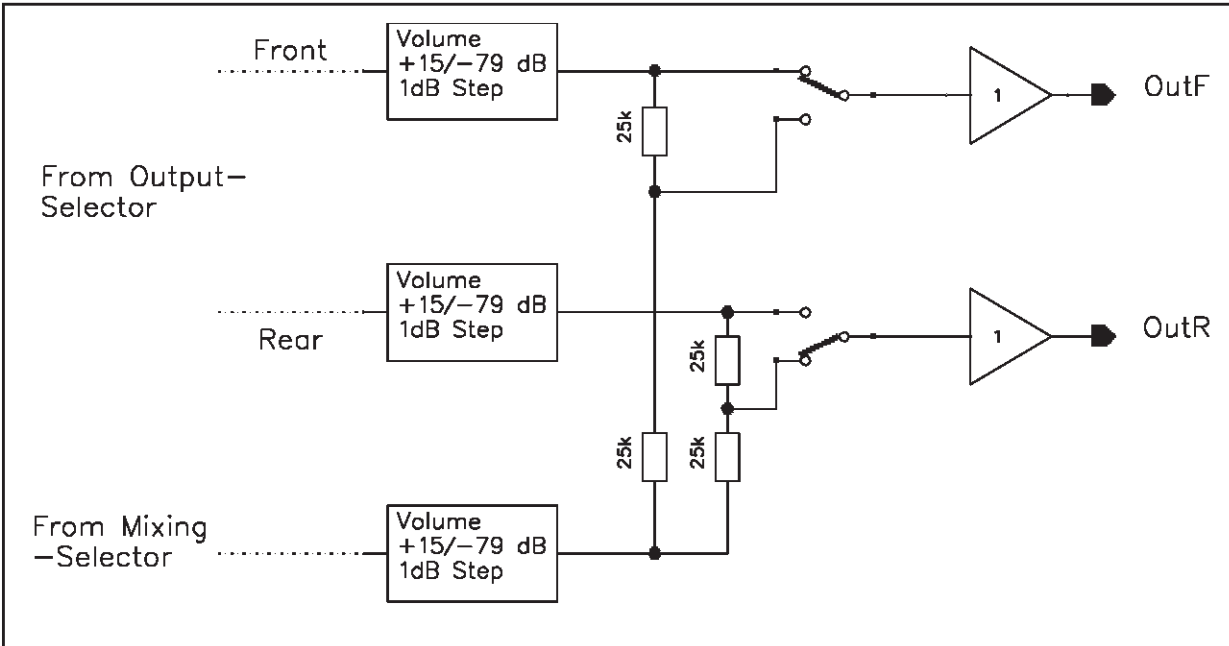 Front
Volume
+15/-79 dB
1dB Step
25k
1
OutF
From Output-
Selector
Volume
+15/-79 dB
1dB Step
Rear
25k
1
OutR
25k
25k
From Mixing
-Selector
Volume
+15/-79 dB
1dB Step